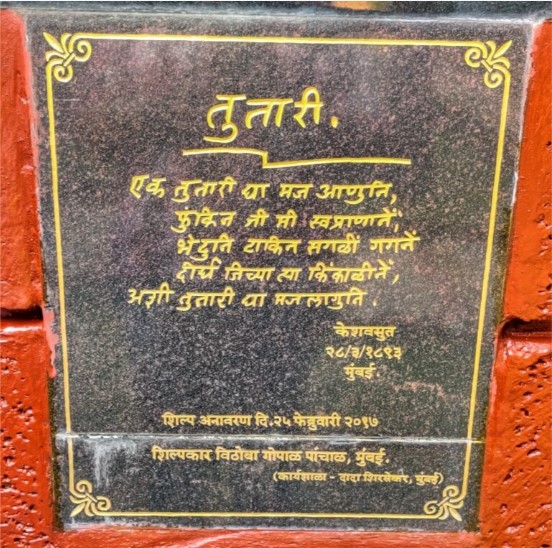 तुतारी.
एक तुतारी द्या मज आणुनि,
फुंकिन जी मी स्वप्राणानें,
भेदुनि टाकिन सगळीं गगनें
दीर्घ जिच्या त्या किंकाळीनें,
अशी तुतारी द्या मजलागुनि.
केशवसुत
२८/३/१८९३
मुंबई.
शिल्प अनावरण दि.२५ फेब्रुवारी २०१७
शिल्पकार विठोबा गोपाळ पांचाळ, मुंबई.
(कार्यशाळा - दादा शिरसेकर, मुंबई)